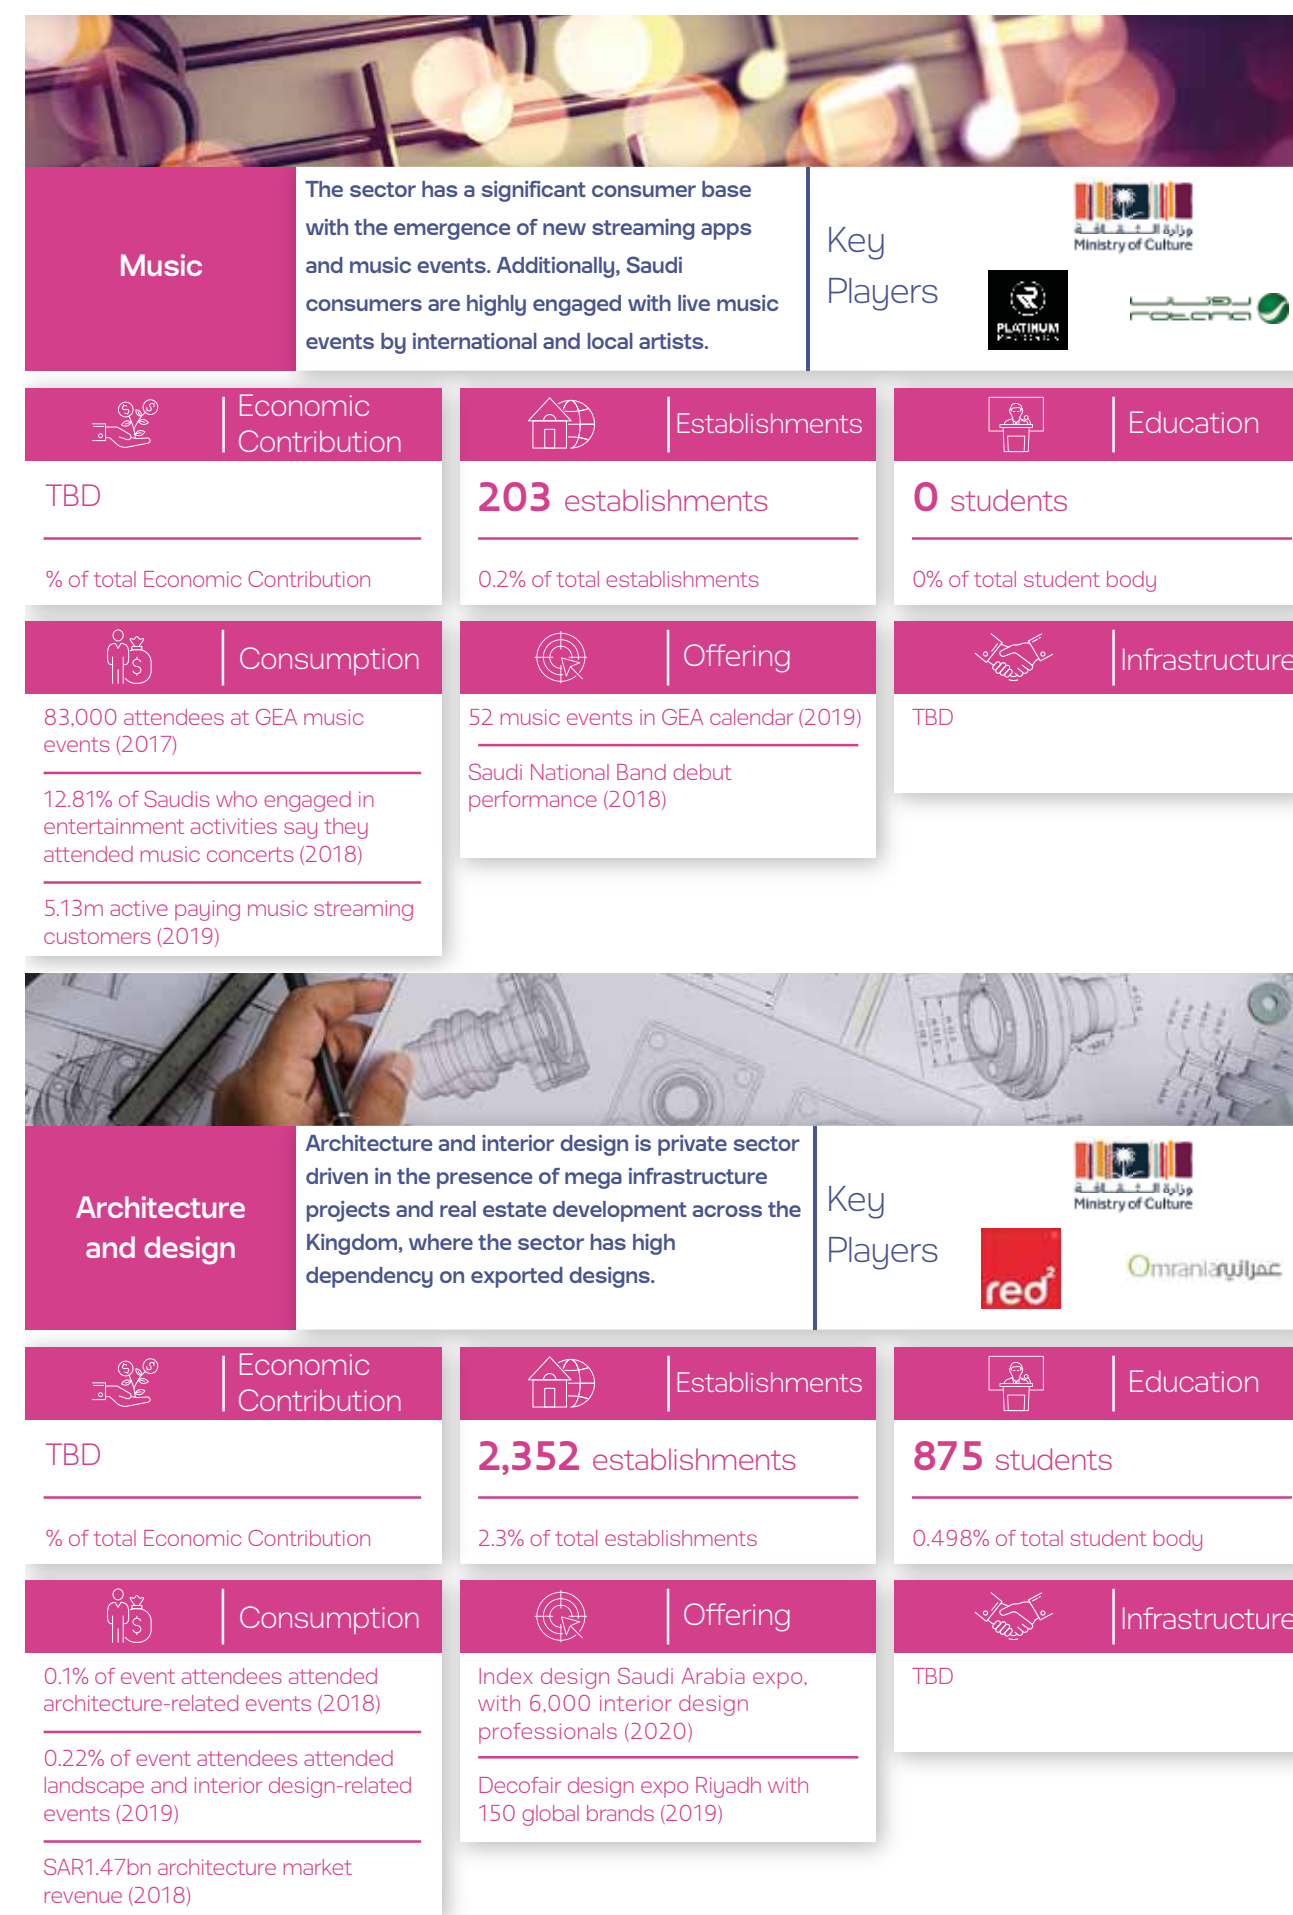 Music
The sector has a significant consumer base
with the emergence of new streaming apps
and music events. Additionally, Saudi
consumers are highly engaged with live music
events by international and local artists.
Key
Players
وزارة الـثـقـافـة
Ministry of Culture
PLATINUM
RECORDS
روتـانـا
rotana
Economic
Contribution
TBD
% of total Economic Contribution
Establishments
203 establishments
0.2% of total establishments
Education
0 students
0% of total student body
Consumption
83,000 attendees at GEA music
events (2017)
12.81% of Saudis who engaged in
entertainment activities say they
attended music concerts (2018)
5.13m active paying music streaming
customers (2019)
Offering
52 music events in GEA calendar (2019)
Saudi National Band debut
performance (2018)
Infrastructure
TBD
Architecture
and design
Architecture and interior design is private sector
driven in the presence of mega infrastructure
projects and real estate development across the
Kingdom, where the sector has high
dependency on exported designs.
Key
Players
وزارة الـثـقـافـة
Ministry of Culture
red²
Omrania عمرانية
Economic
Contribution
TBD
% of total Economic Contribution
Establishments
2,352 establishments
2.3% of total establishments
Education
875 students
0.498% of total student body
Consumption
0.1% of event attendees attended
architecture-related events (2018)
0.22% of event attendees attended
landscape and interior design-related
events (2019)
SAR1.47bn architecture market
revenue (2018)
Offering
Index design Saudi Arabia expo,
with 6,000 interior design
professionals (2020)
Decofair design expo Riyadh with
150 global brands (2019)
Infrastructure
TBD